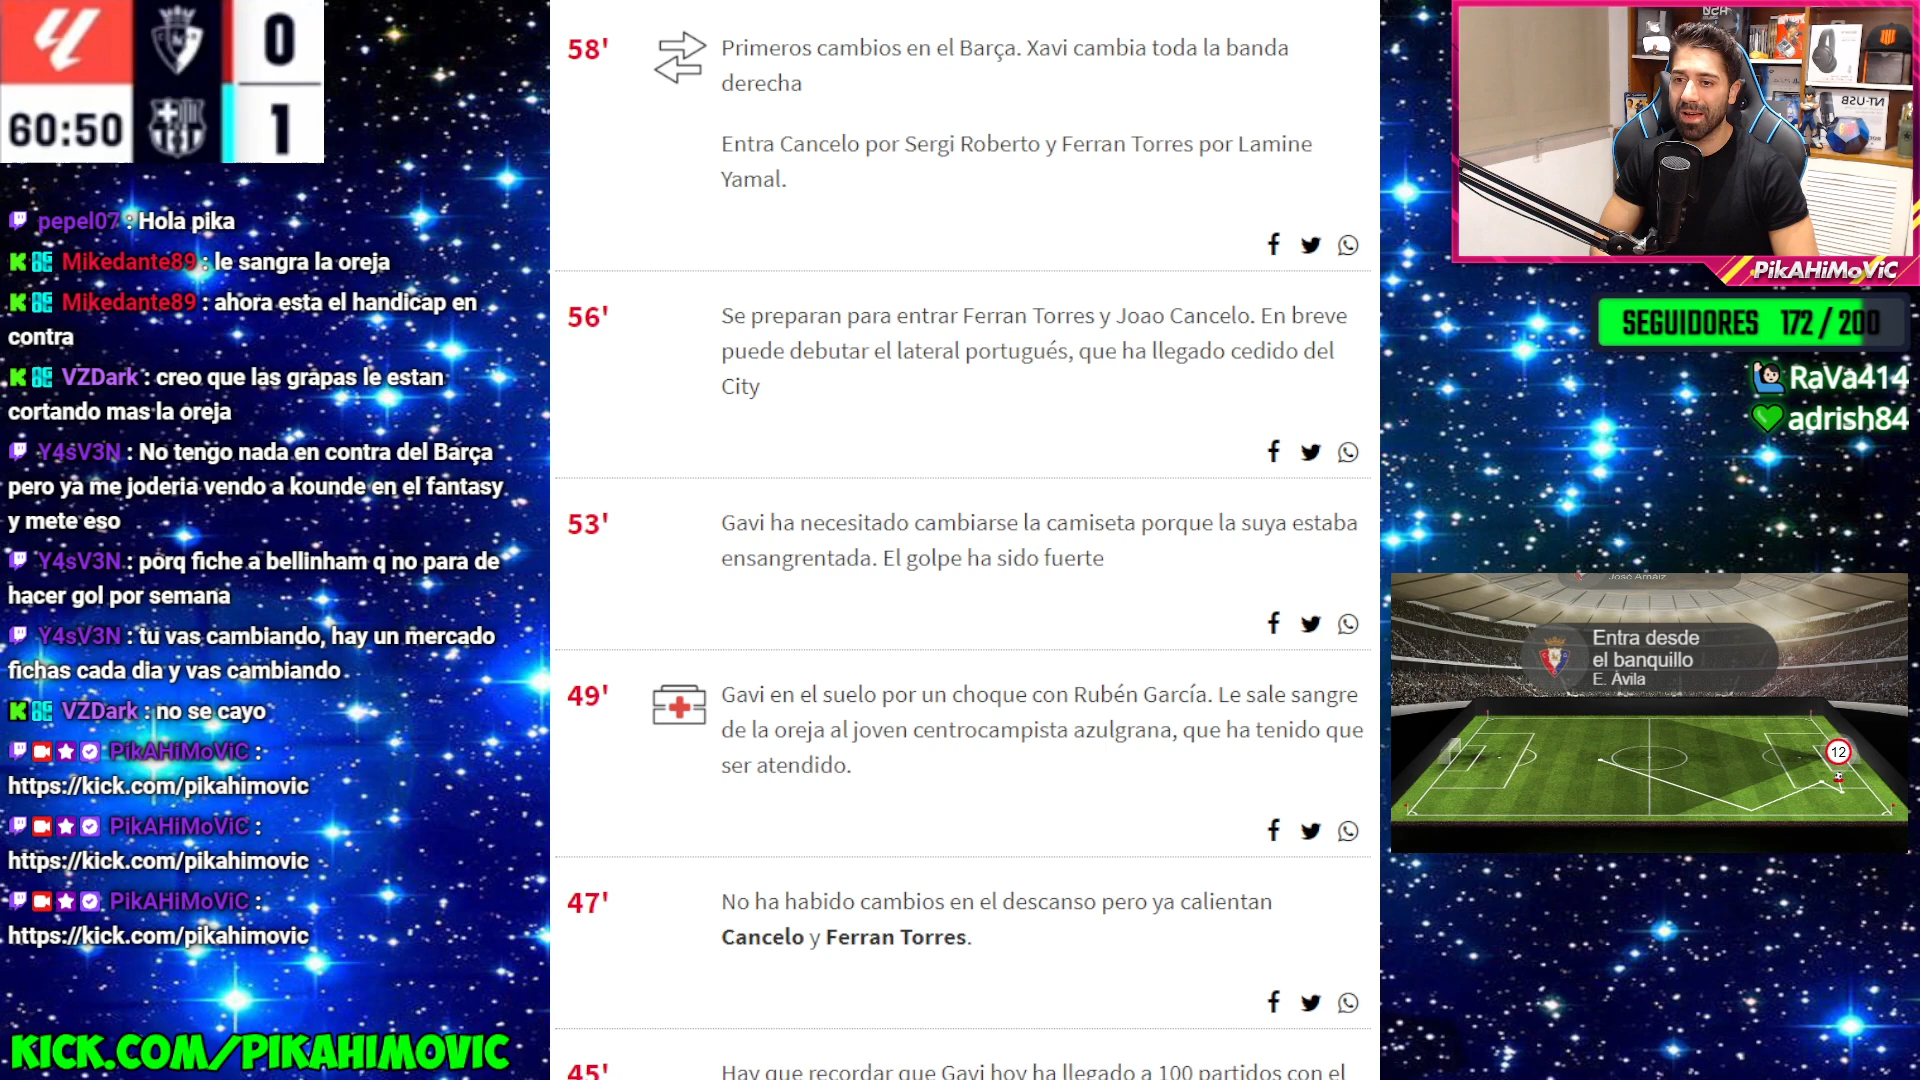 0
60:50
1
pepel07 : Hola pika
Mikedante89 : le sangra la oreja
Mikedante89 : ahora esta el handicap en
contra
VZDark : creo que las grapas le estan
cortando mas la oreja
Y4sV3N : No tengo nada en contra del Barça
pero ya me joderia vendo a kounde en el fantasy
y mete eso
Y4sV3N : porq fiche a bellinham q no para de
hacer gol por semana
Y4sV3N : tu vas cambiando, hay un mercado
fichas cada dia y vas cambiando
VZDark : no se cayo
PikAHiMoViC :
https://kick.com/pikahimovic
PikAHiMoViC :
https://kick.com/pikahimovic
PikAHiMoViC :
https://kick.com/pikahimovic
KICK.COM/PIKAHIMOVIC
58'
Primeros cambios en el Barça. Xavi cambia toda la banda
derecha
Entra Cancelo por Sergi Roberto y Ferran Torres por Lamine
Yamal.
56'
Se preparan para entrar Ferran Torres y Joao Cancelo. En breve
puede debutar el lateral portugués, que ha llegado cedido del
City
53'
Gavi ha necesitado cambiarse la camiseta porque la suya estaba
ensangrentada. El golpe ha sido fuerte
49'
Gavi en el suelo por un choque con Rubén García. Le sale sangre
de la oreja al joven centrocampista azulgrana, que ha tenido que
ser atendido.
47'
No ha habido cambios en el descanso pero ya calientan
Cancelo y Ferran Torres.
45'
Hay que recordar que Gavi hoy ha llegado a 100 partidos con el
NT-USB
PikAHiMoViC
SEGUIDORES 172 / 200
RaVa414
adrish84
José Arnáiz
Entra desde
el banquillo
E. Ávila
12